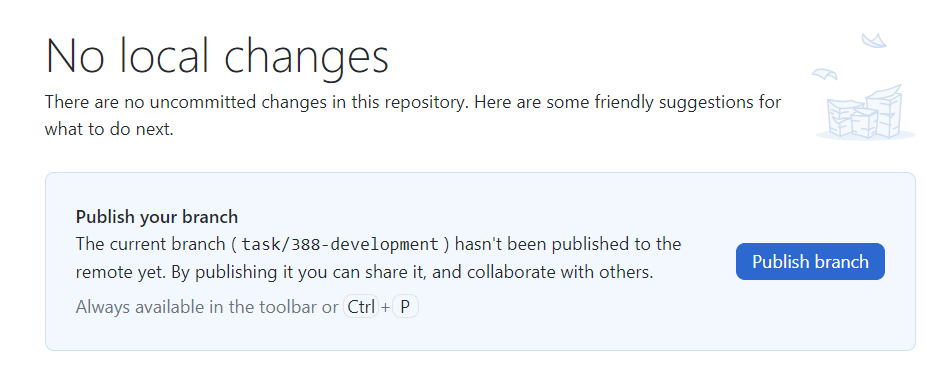 No local changes
There are no uncommitted changes in this repository. Here are some friendly suggestions for
what to do next.
Publish your branch
The current branch ( task/388-development ) hasn't been published to the
remote yet. By publishing it you can share it, and collaborate with others.
Publish branch
Always available in the toolbar or Ctrl + P